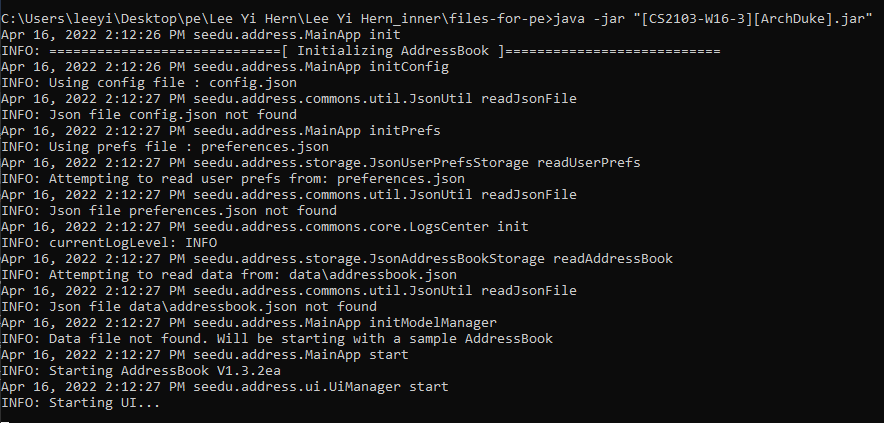 C:\Users\leeyi\Desktop\pe\Lee Yi Hern\Lee Yi Hern_inner\files-for-pe>java -jar "[CS2103-W16-3][ArchDuke].jar"
Apr 16, 2022 2:12:26 PM seedu.address.MainApp init
INFO: =============================[ Initializing AddressBook ]===========================
Apr 16, 2022 2:12:26 PM seedu.address.MainApp initConfig
INFO: Using config file : config.json
Apr 16, 2022 2:12:27 PM seedu.address.commons.util.JsonUtil readJsonFile
INFO: Json file config.json not found
Apr 16, 2022 2:12:27 PM seedu.address.MainApp initPrefs
INFO: Using prefs file : preferences.json
Apr 16, 2022 2:12:27 PM seedu.address.storage.JsonUserPrefsStorage readUserPrefs
INFO: Attempting to read user prefs from: preferences.json
Apr 16, 2022 2:12:27 PM seedu.address.commons.util.JsonUtil readJsonFile
INFO: Json file preferences.json not found
Apr 16, 2022 2:12:27 PM seedu.address.commons.core.LogsCenter init
INFO: currentLogLevel: INFO
Apr 16, 2022 2:12:27 PM seedu.address.storage.JsonAddressBookStorage readAddressBook
INFO: Attempting to read data from: data\addressbook.json
Apr 16, 2022 2:12:27 PM seedu.address.commons.util.JsonUtil readJsonFile
INFO: Json file data\addressbook.json not found
Apr 16, 2022 2:12:27 PM seedu.address.MainApp initModelManager
INFO: Data file not found. Will be starting with a sample AddressBook
Apr 16, 2022 2:12:27 PM seedu.address.MainApp start
INFO: Starting AddressBook V1.3.2ea
Apr 16, 2022 2:12:27 PM seedu.address.ui.UiManager start
INFO: Starting UI...